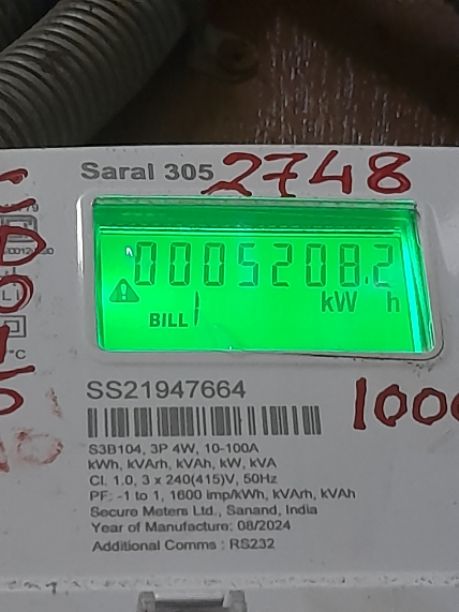 Saral 305
2748
0005208.2
kW h
BILL 1
SS21947664
1000
S3B104, 3P 4W, 10-100A
kWh, kVArh, kVAh, kW, kVA
Cl. 1.0, 3 x 240(415)V, 50Hz
PF: -1 to 1, 1600 imp/kWh, kVArh, kVAh
Secure Meters Ltd., Sanand, India
Year of Manufacture: 08/2024
Additional Comms : RS232